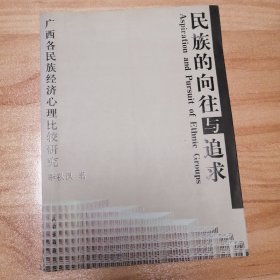 民族的向往与追求
Aspiration and Pursuit of Ethnic Groups
广西各民族经济心理比较研究
著